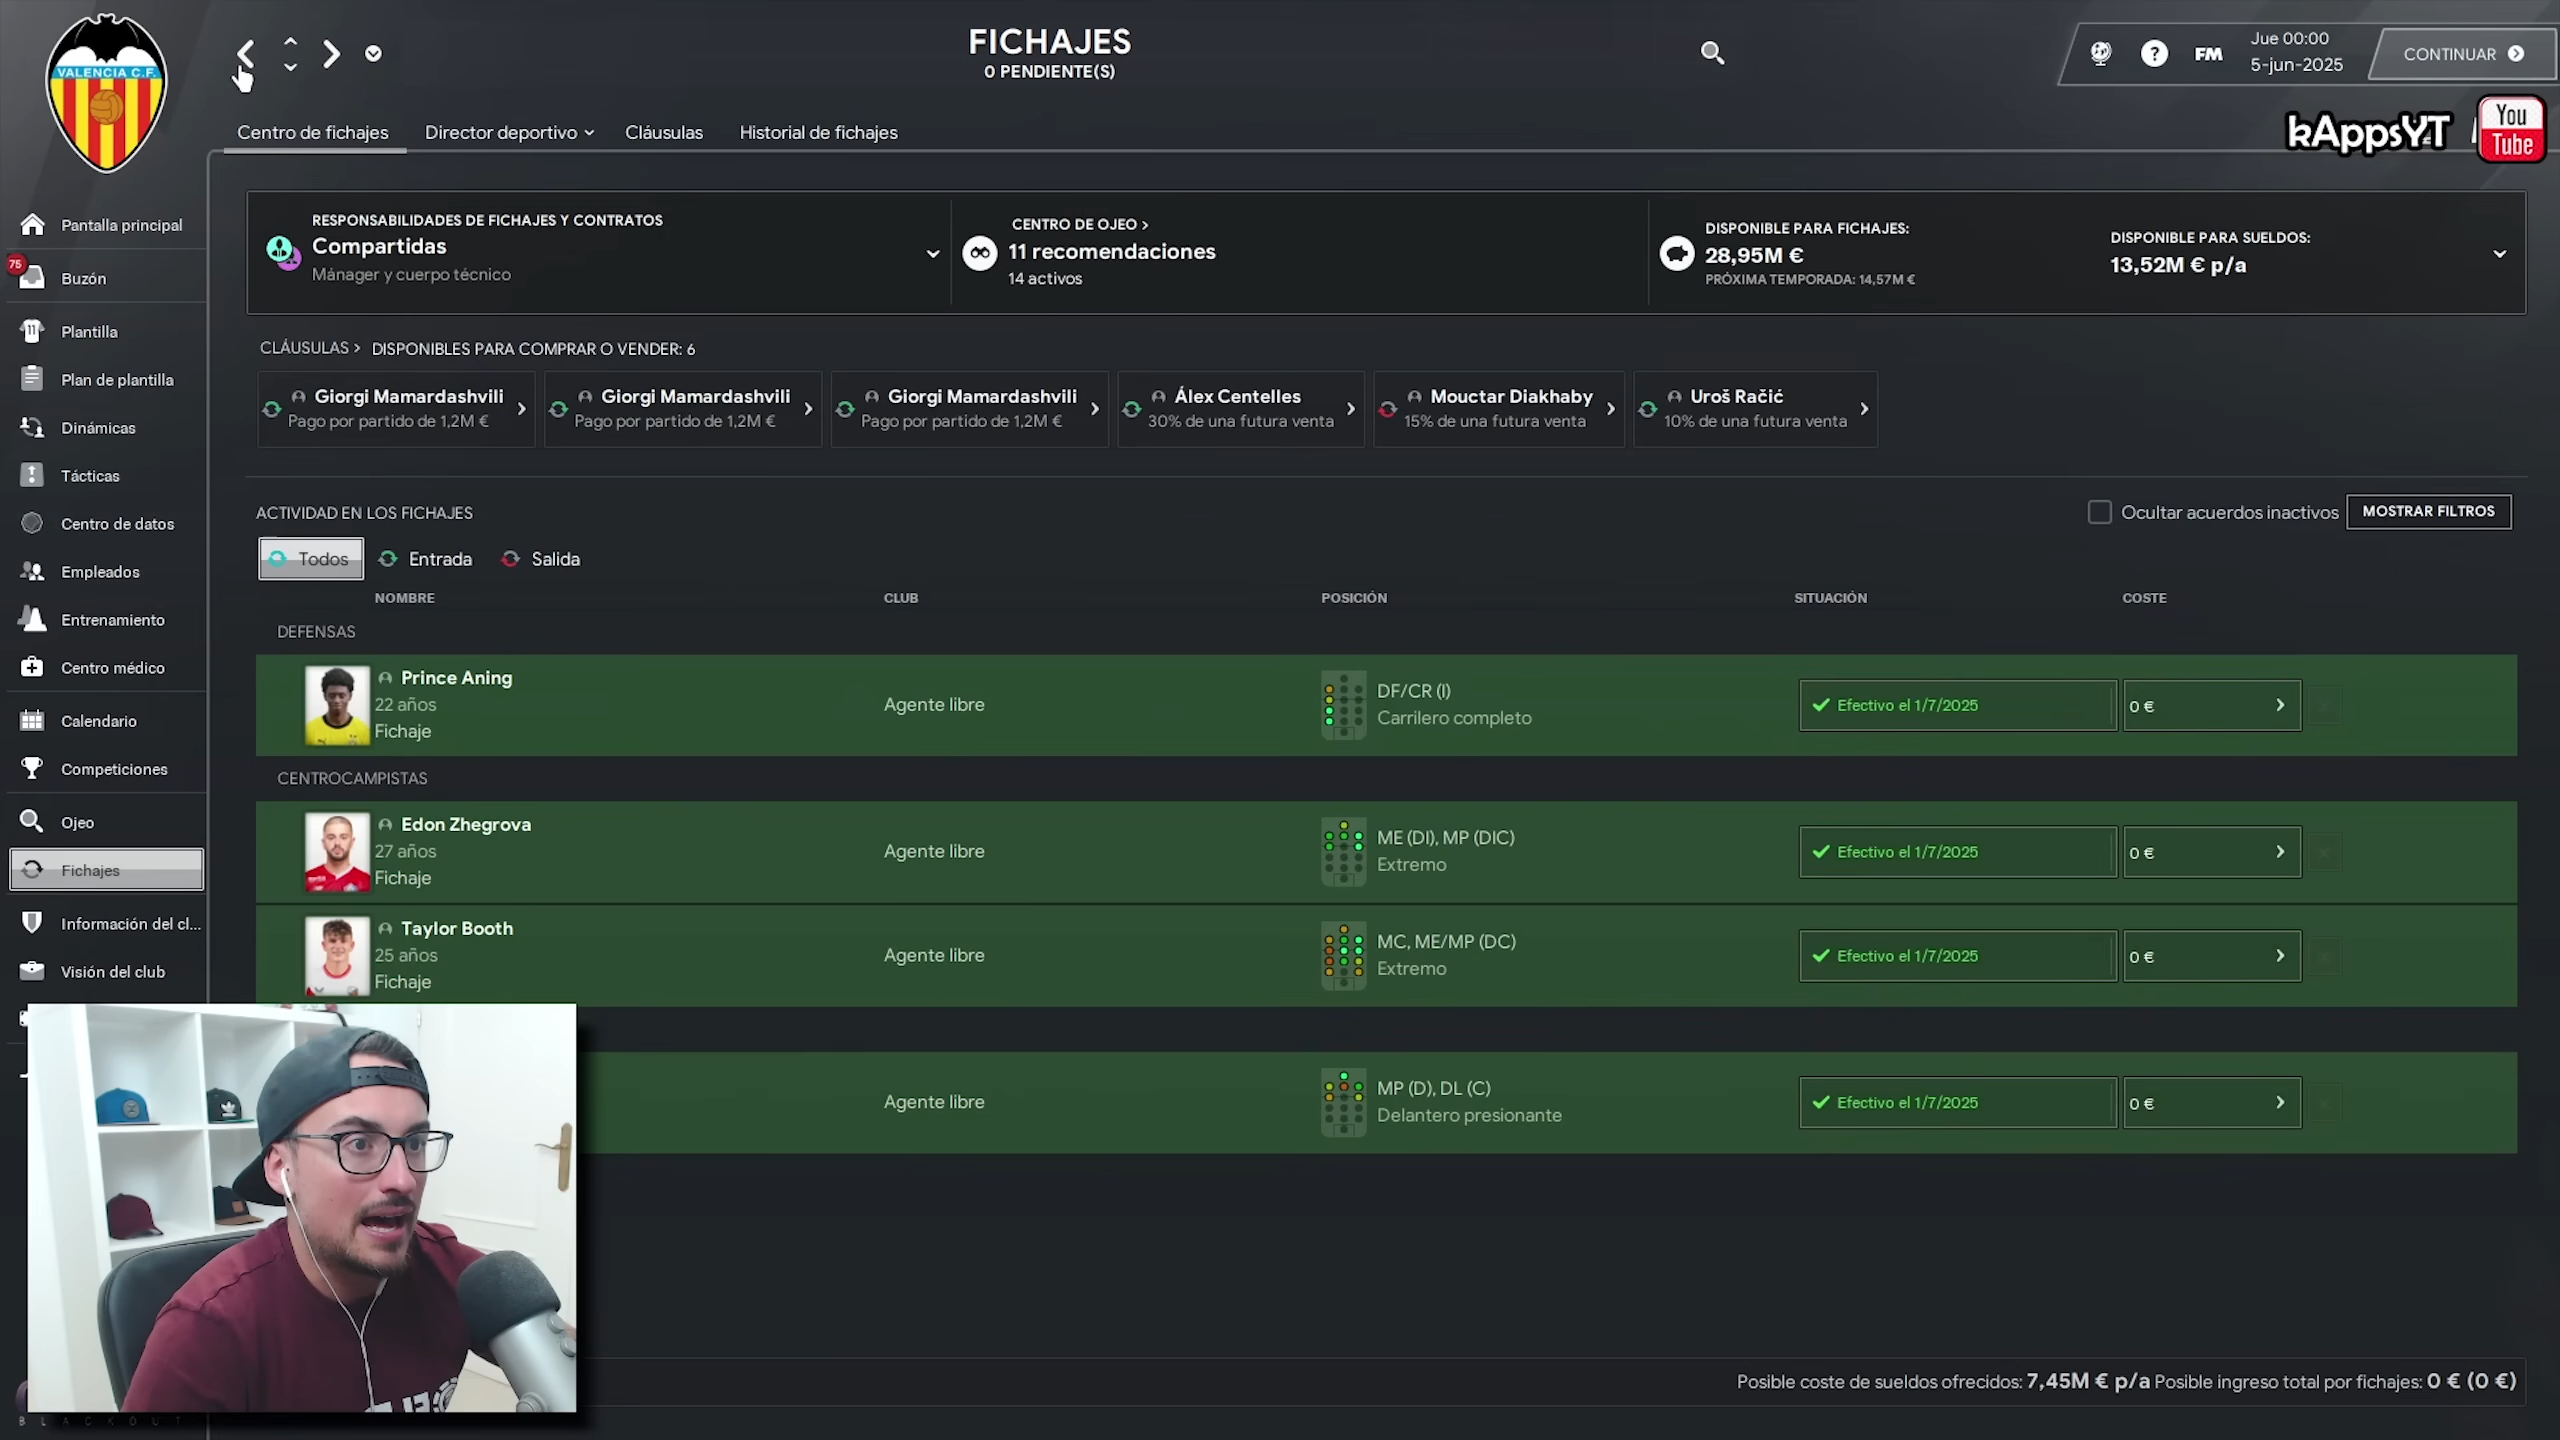 VALENCIA C.F.
FICHAJES
0 PENDIENTE(S)
FM
Jue 00:00
5-jun-2025
CONTINUAR
Centro de fichajes
Director deportivo
Cláusulas
Historial de fichajes
kAppsYT
You
Tube
Pantalla principal
75
Buzón
11
Plantilla
Plan de plantilla
Dinámicas
Tácticas
Centro de datos
Empleados
Entrenamiento
Centro médico
Calendario
Competiciones
Ojeo
Fichajes
Información del cl...
Visión del club
RESPONSABILIDADES DE FICHAJES Y CONTRATOS
Compartidas
Mánager y cuerpo técnico
CENTRO DE OJEO >
11 recomendaciones
14 activos
DISPONIBLE PARA FICHAJES:
28,95M €
PRÓXIMA TEMPORADA: 14,57M €
DISPONIBLE PARA SUELDOS:
13,52M € p/a
CLÁUSULAS > DISPONIBLES PARA COMPRAR O VENDER: 6
Giorgi Mamardashvili
Pago por partido de 1,2M €
Giorgi Mamardashvili
Pago por partido de 1,2M €
Giorgi Mamardashvili
Pago por partido de 1,2M €
Álex Centelles
30% de una futura venta
Mouctar Diakhaby
15% de una futura venta
Uroš Račić
10% de una futura venta
ACTIVIDAD EN LOS FICHAJES
Ocultar acuerdos inactivos
MOSTRAR FILTROS
Todos
Entrada
Salida
NOMBRE CLUB POSICIÓN SITUACIÓN COSTE
DEFENSAS
Prince Aning
22 años
Fichaje
Agente libre
DF/CR (I)
Carrilero completo
Efectivo el 1/7/2025
0 €
CENTROCAMPISTAS
Edon Zhegrova
27 años
Fichaje
Agente libre
ME (DI), MP (DIC)
Extremo
Efectivo el 1/7/2025
0 €
Taylor Booth
25 años
Fichaje
Agente libre
MC, ME/MP (DC)
Extremo
Efectivo el 1/7/2025
0 €
Agente libre
MP (D), DL (C)
Delantero presionante
Efectivo el 1/7/2025
0 €
Posible coste de sueldos ofrecidos: 7,45M € p/a Posible ingreso total por fichajes: 0 € (0 €)
BLACKOUT